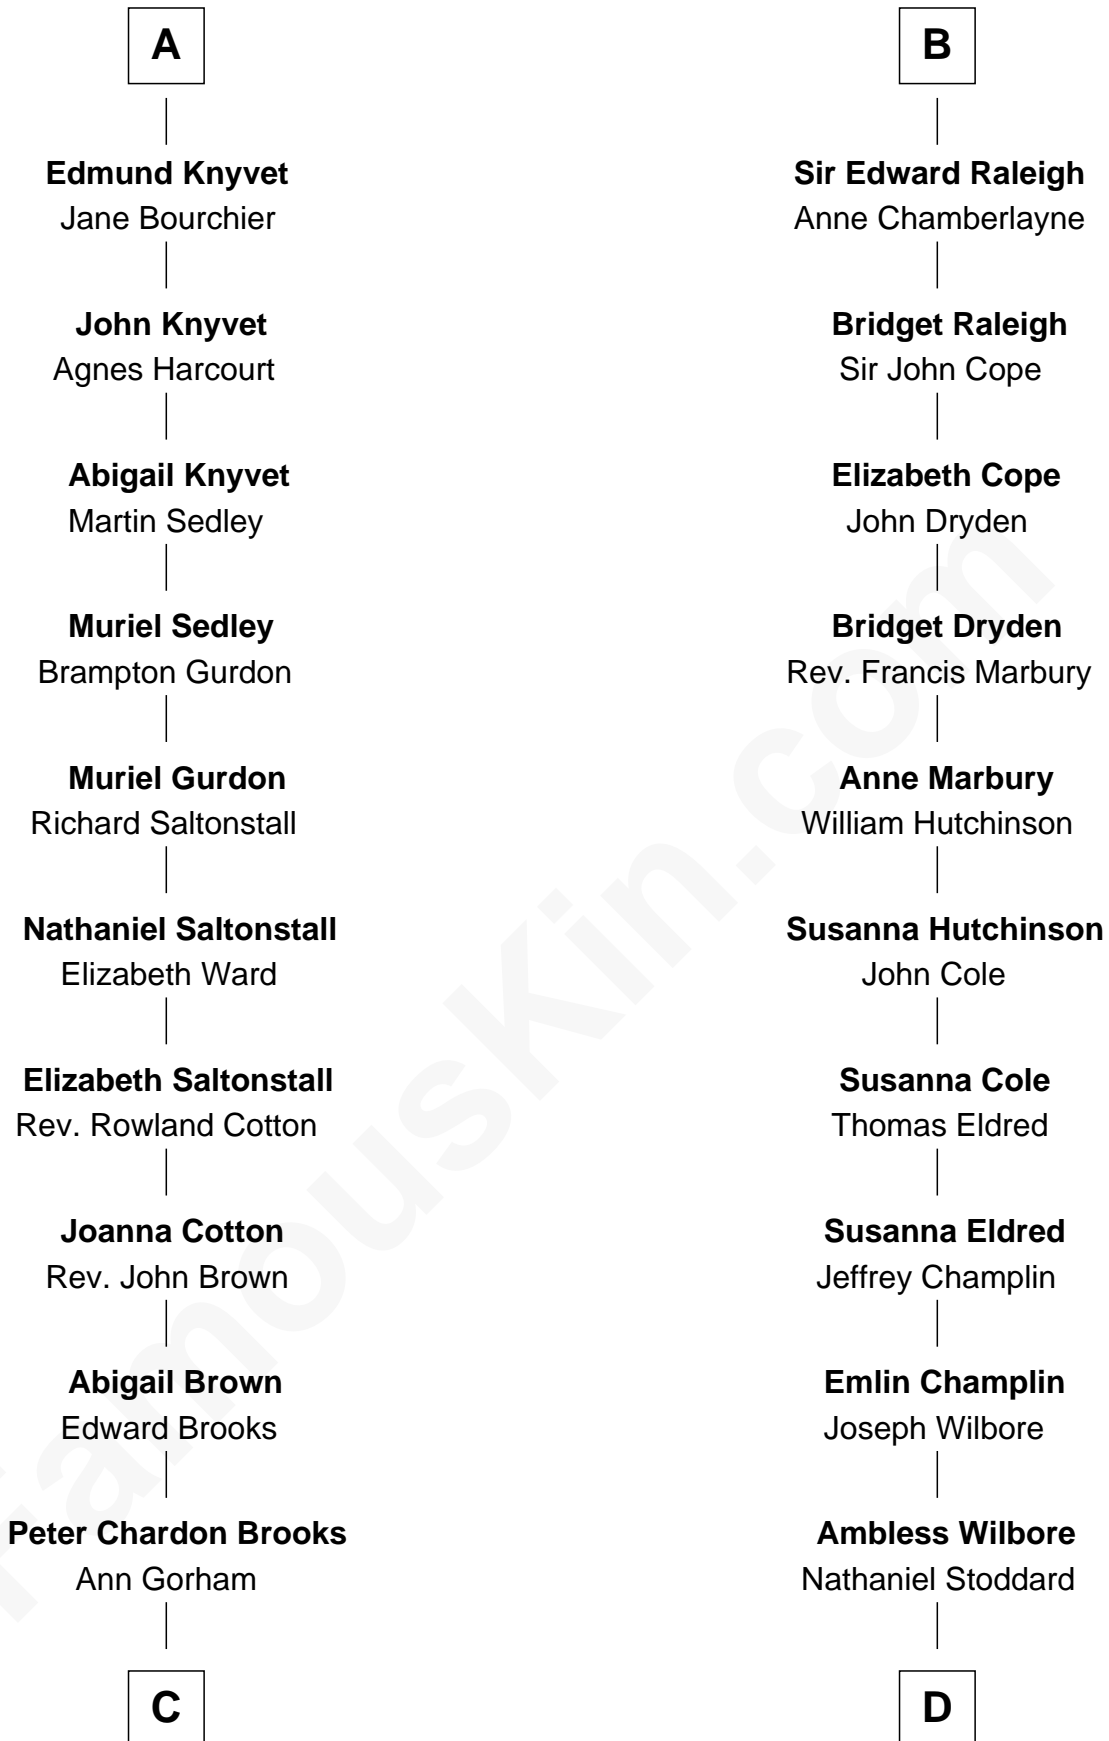 A
Edmund Knyvet
Jane Bourchier
John Knyvet
Agnes Harcourt
Abigail Knyvet
Martin Sedley
Muriel Sedley
Brampton Gurdon
Muriel Gurdon
Richard Saltonstall
Nathaniel Saltonstall
Elizabeth Ward
Elizabeth Saltonstall
Rev. Rowland Cotton
Joanna Cotton
Rev. John Brown
Abigail Brown
Edward Brooks
Peter Chardon Brooks
Ann Gorham
C
B
Sir Edward Raleigh
Anne Chamberlayne
Bridget Raleigh
Sir John Cope
Elizabeth Cope
John Dryden
Bridget Dryden
Rev. Francis Marbury
Anne Marbury
William Hutchinson
Susanna Hutchinson
John Cole
Susanna Cole
Thomas Eldred
Susanna Eldred
Jeffrey Champlin
Emlin Champlin
Joseph Wilbore
Ambless Wilbore
Nathaniel Stoddard
D
FamousKin.com